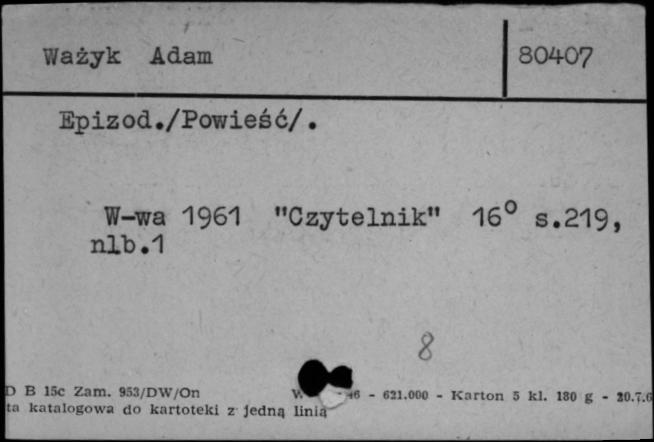 Ważyk Adam
80407
Epizod./Powieść/.
W-wa 1961 "Czytelnik" 16° s.219,
nlb.1
8
D B 15c Zam. 953/DW/On - 621.000 - Karton 5 kl. 180 g - 20.7.6
ta katalogowa do kartoteki z jedną linią